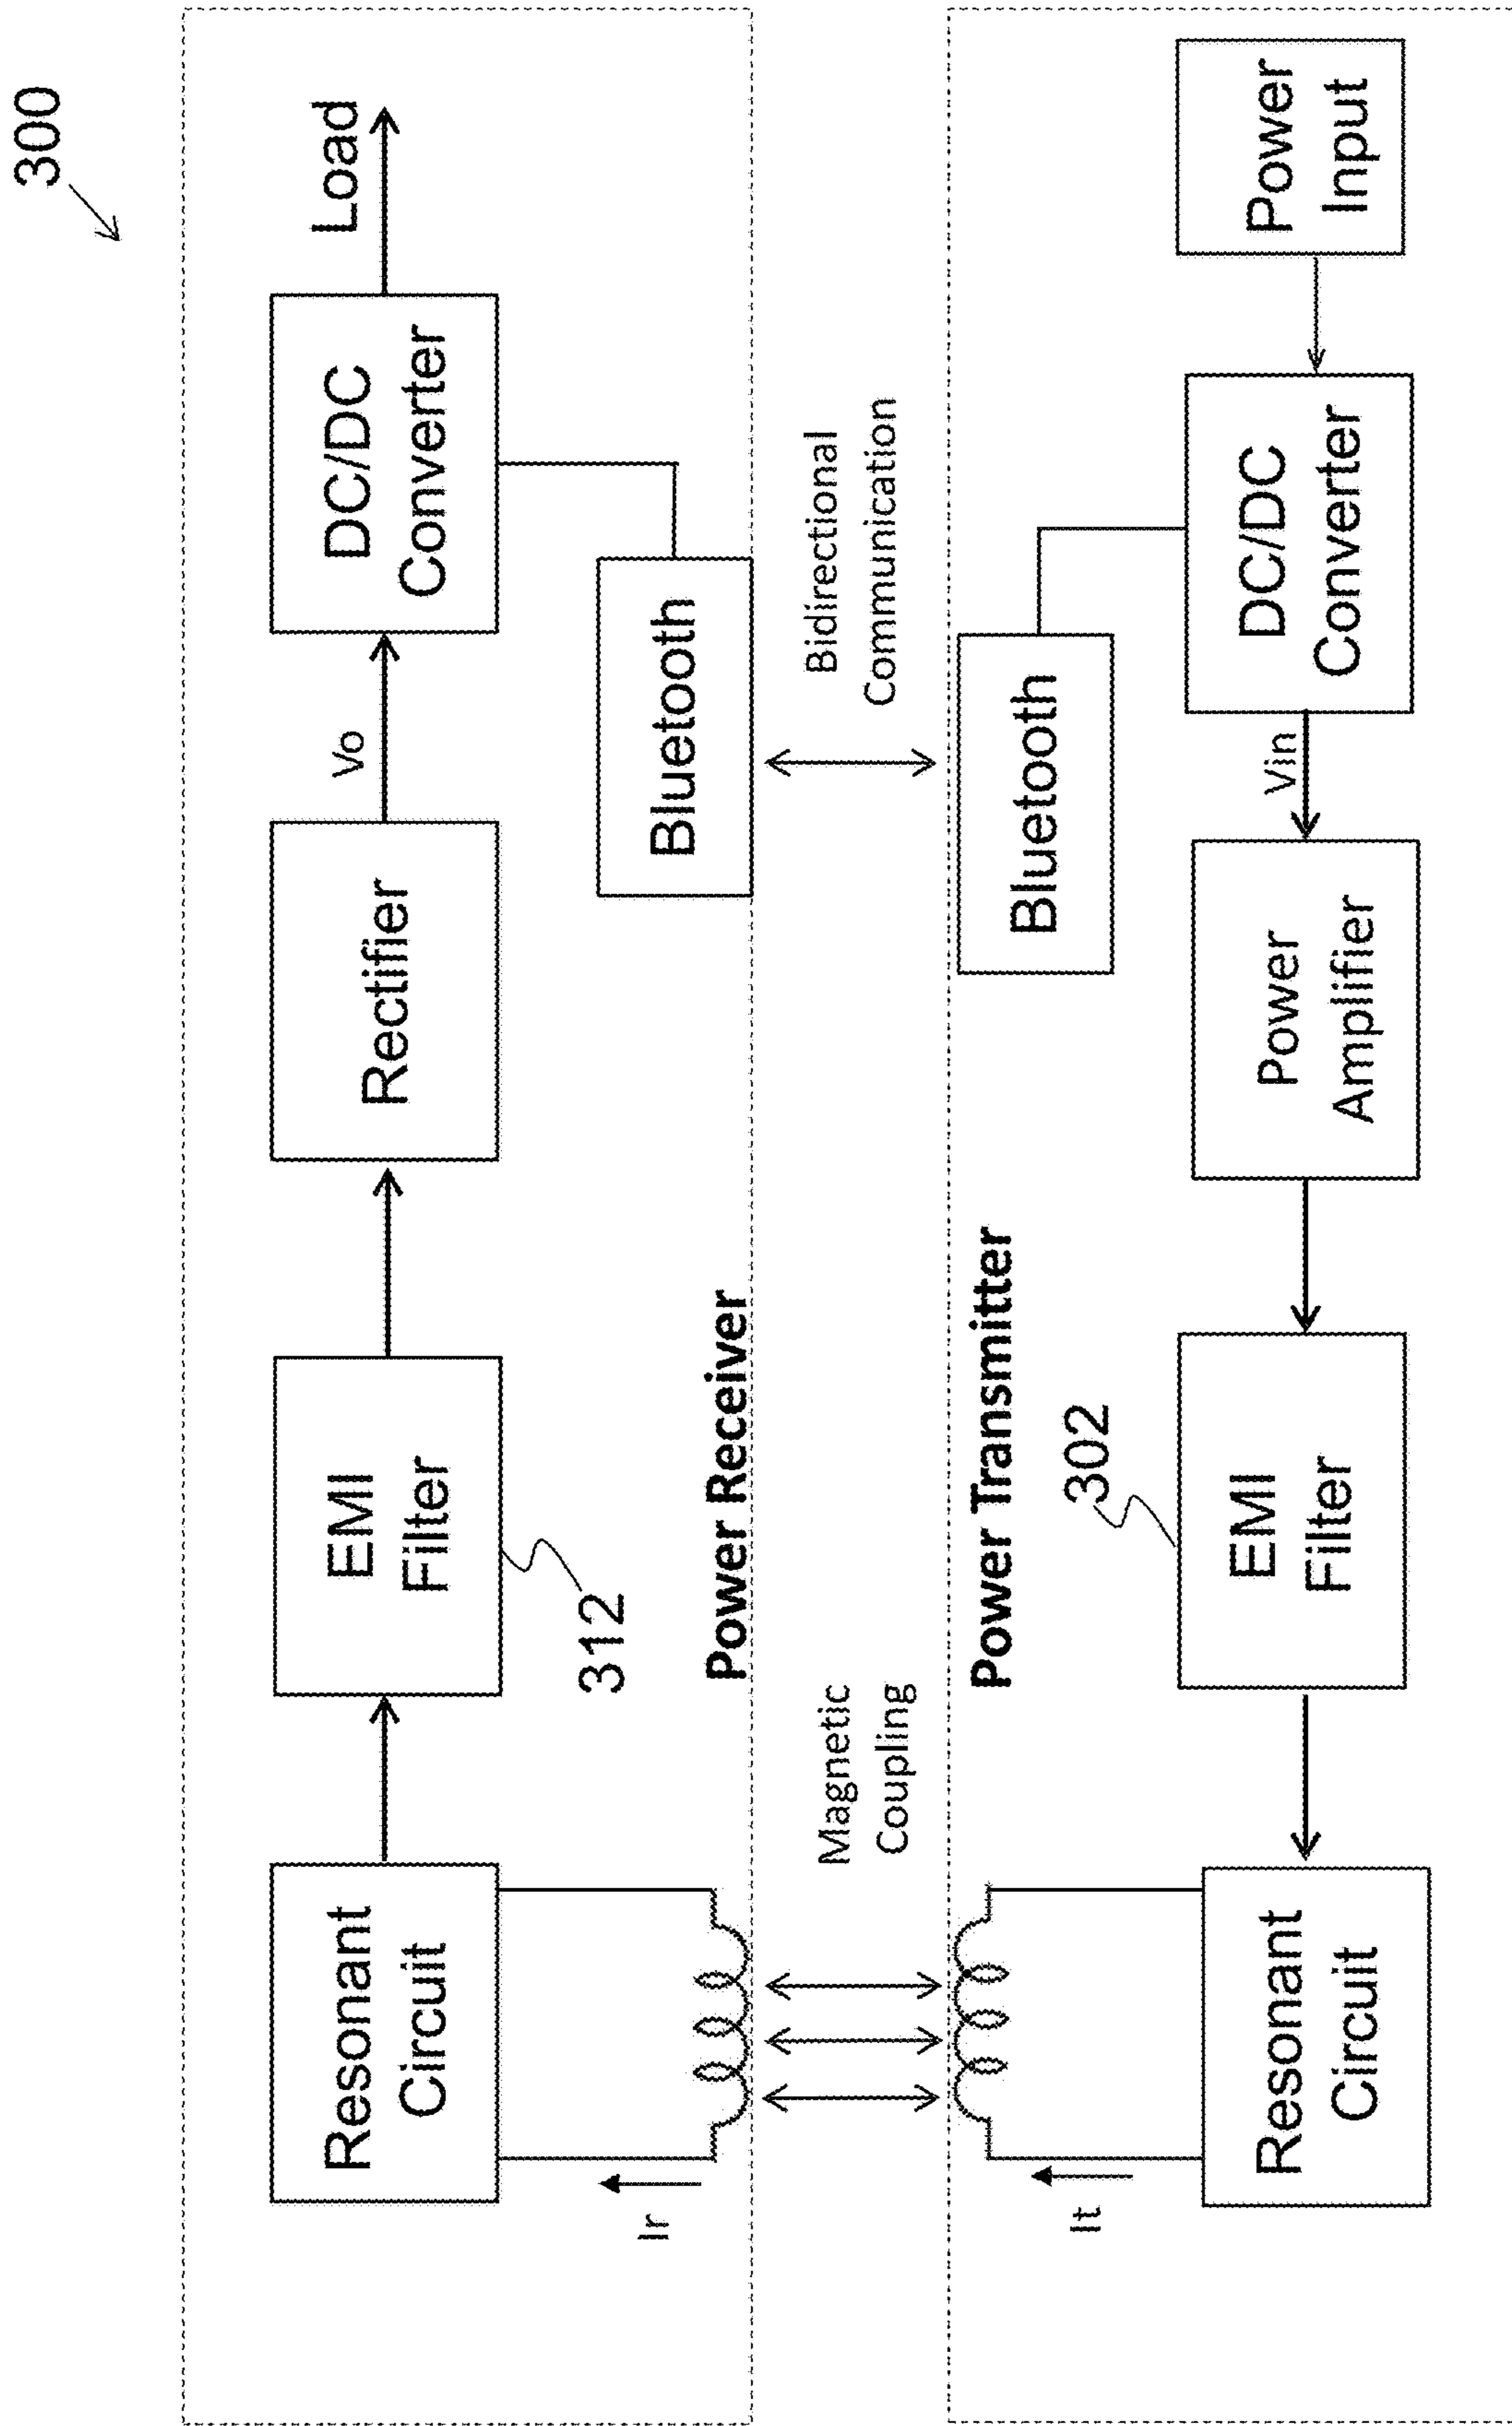 300
Load
DC/DC
Converter
Vo
Rectifier
EMI
Filter
312
Resonant
Circuit
Ir
Bluetooth
Power Receiver
Bidirectional
Communication
Magnetic
Coupling
Power Transmitter
Bluetooth
302
It
Power
Input
DC/DC
Converter
Vin
Power
Amplifier
EMI
Filter
Resonant
Circuit